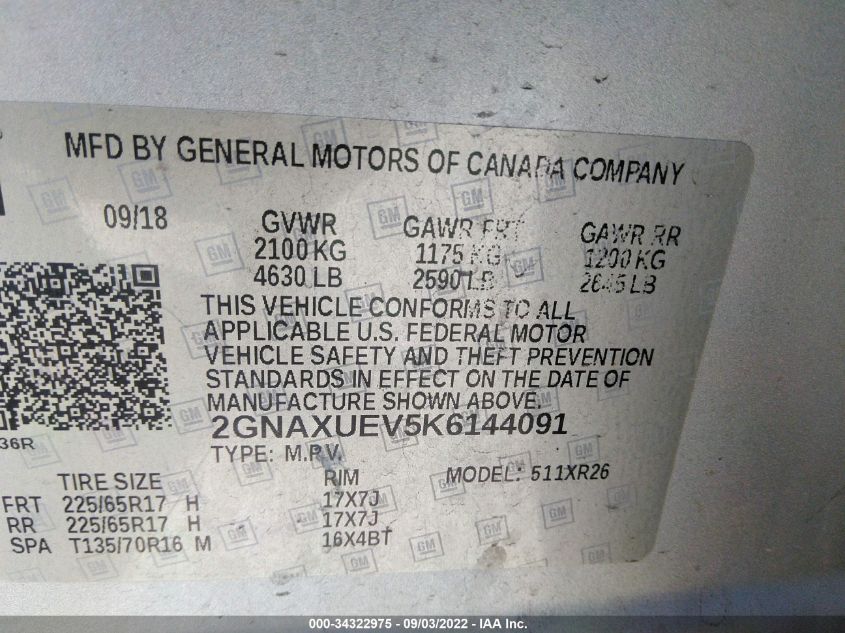 MFD BY GENERAL MOTORS OF CANADA COMPANY
09/18 GVWR GAWR FRT GAWR RR
2100 KG 1175 KG 1200 KG
4630 LB 2590 LB 2645 LB
THIS VEHICLE CONFORMS TO ALL
APPLICABLE U.S. FEDERAL MOTOR
VEHICLE SAFETY AND THEFT PREVENTION
STANDARDS IN EFFECT ON THE DATE OF
MANUFACTURE SHOWN ABOVE.
2GNAXUEV5K6144091
36R
TYPE: M.P.V. MODEL: 511XR26
TIRE SIZE RIM
FRT 225/65R17 H 17X7J
RR 225/65R17 H 17X7J
SPA T135/70R16 M 16X4BT
000-34322975 - 09/03/2022 - IAA Inc.